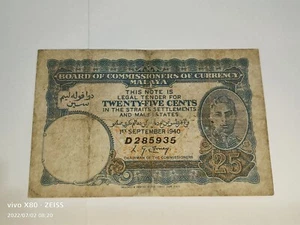 BOARD OF COMMISSIONERS OF CURRENCY
MALAYA
THIS NOTE IS
LEGAL TENDER FOR
TWENTY-FIVE CENTS
IN THE STRAITS SETTLEMENTS
AND MALAY STATES
1ST SEPTEMBER 1940
D285935
CHAIRMAN OF THE COMMISSIONERS
25
vivo X80 · ZEISS
2022/07/02 08:20